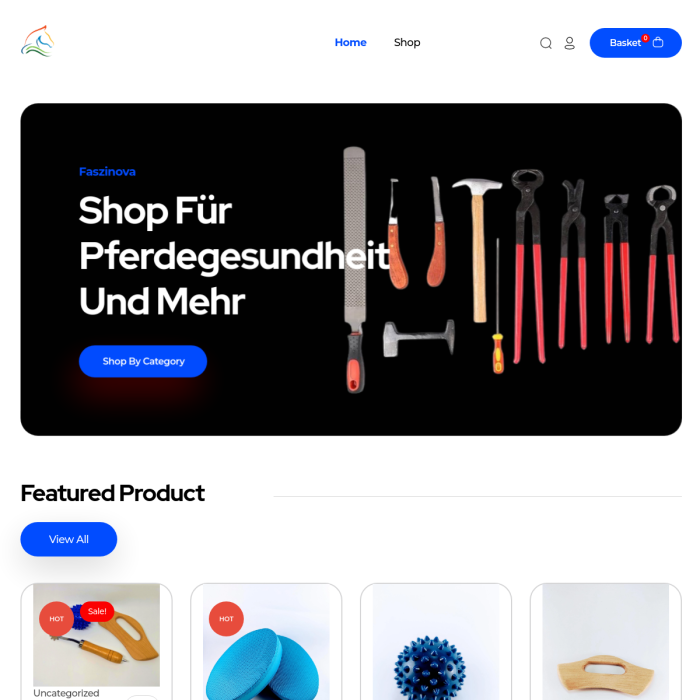 Home
Shop
Basket
0
Faszinova
Shop Für
Pferdegesundheit
Und Mehr
Shop By Category
Featured Product
View All
HOT
Sale!
HOT
Uncategorized